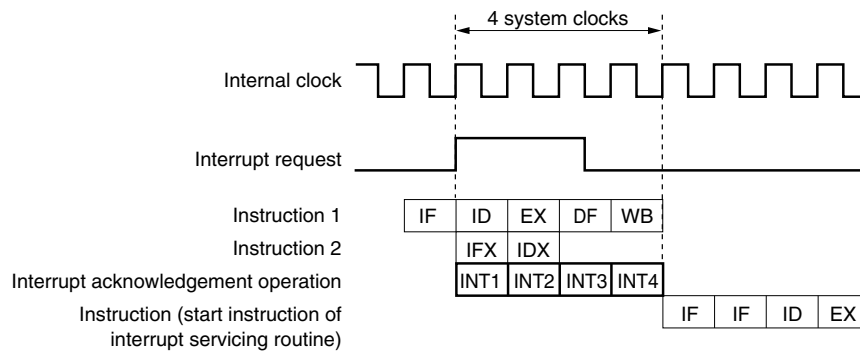 4 system clocks
Internal clock
Interrupt request
Instruction 1 IF ID EX DF WB
Instruction 2 IFX IDX
Interrupt acknowledgement operation INT1 INT2 INT3 INT4
Instruction (start instruction of
interrupt servicing routine) IF IF ID EX